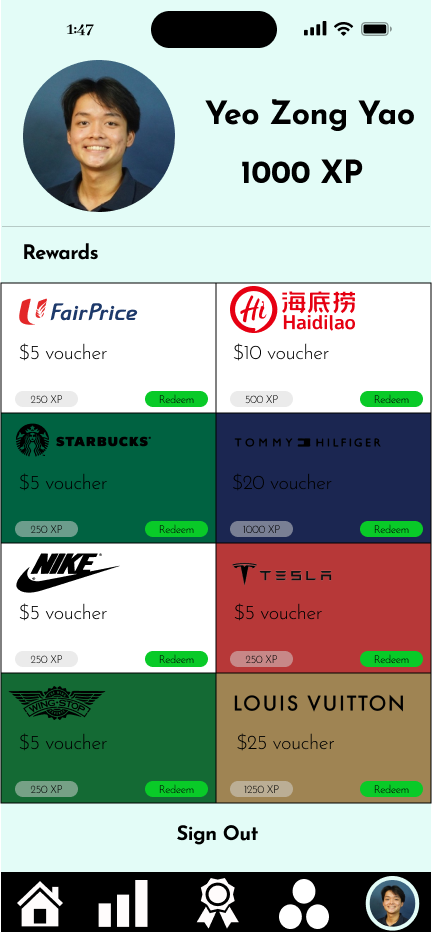 1:47
Yeo Zong Yao
1000 XP
Rewards
FairPrice
$5 voucher
250 XP
Redeem
Hi
海底捞
Haidilao
$10 voucher
500 XP
Redeem
STARBUCKS
$5 voucher
250 XP
Redeem
TOMMY HILFIGER
$20 voucher
1000 XP
Redeem
NIKE
$5 voucher
250 XP
Redeem
TESLA
$5 voucher
250 XP
Redeem
WING·STOP
$5 voucher
250 XP
Redeem
LOUIS VUITTON
$25 voucher
1250 XP
Redeem
Sign Out